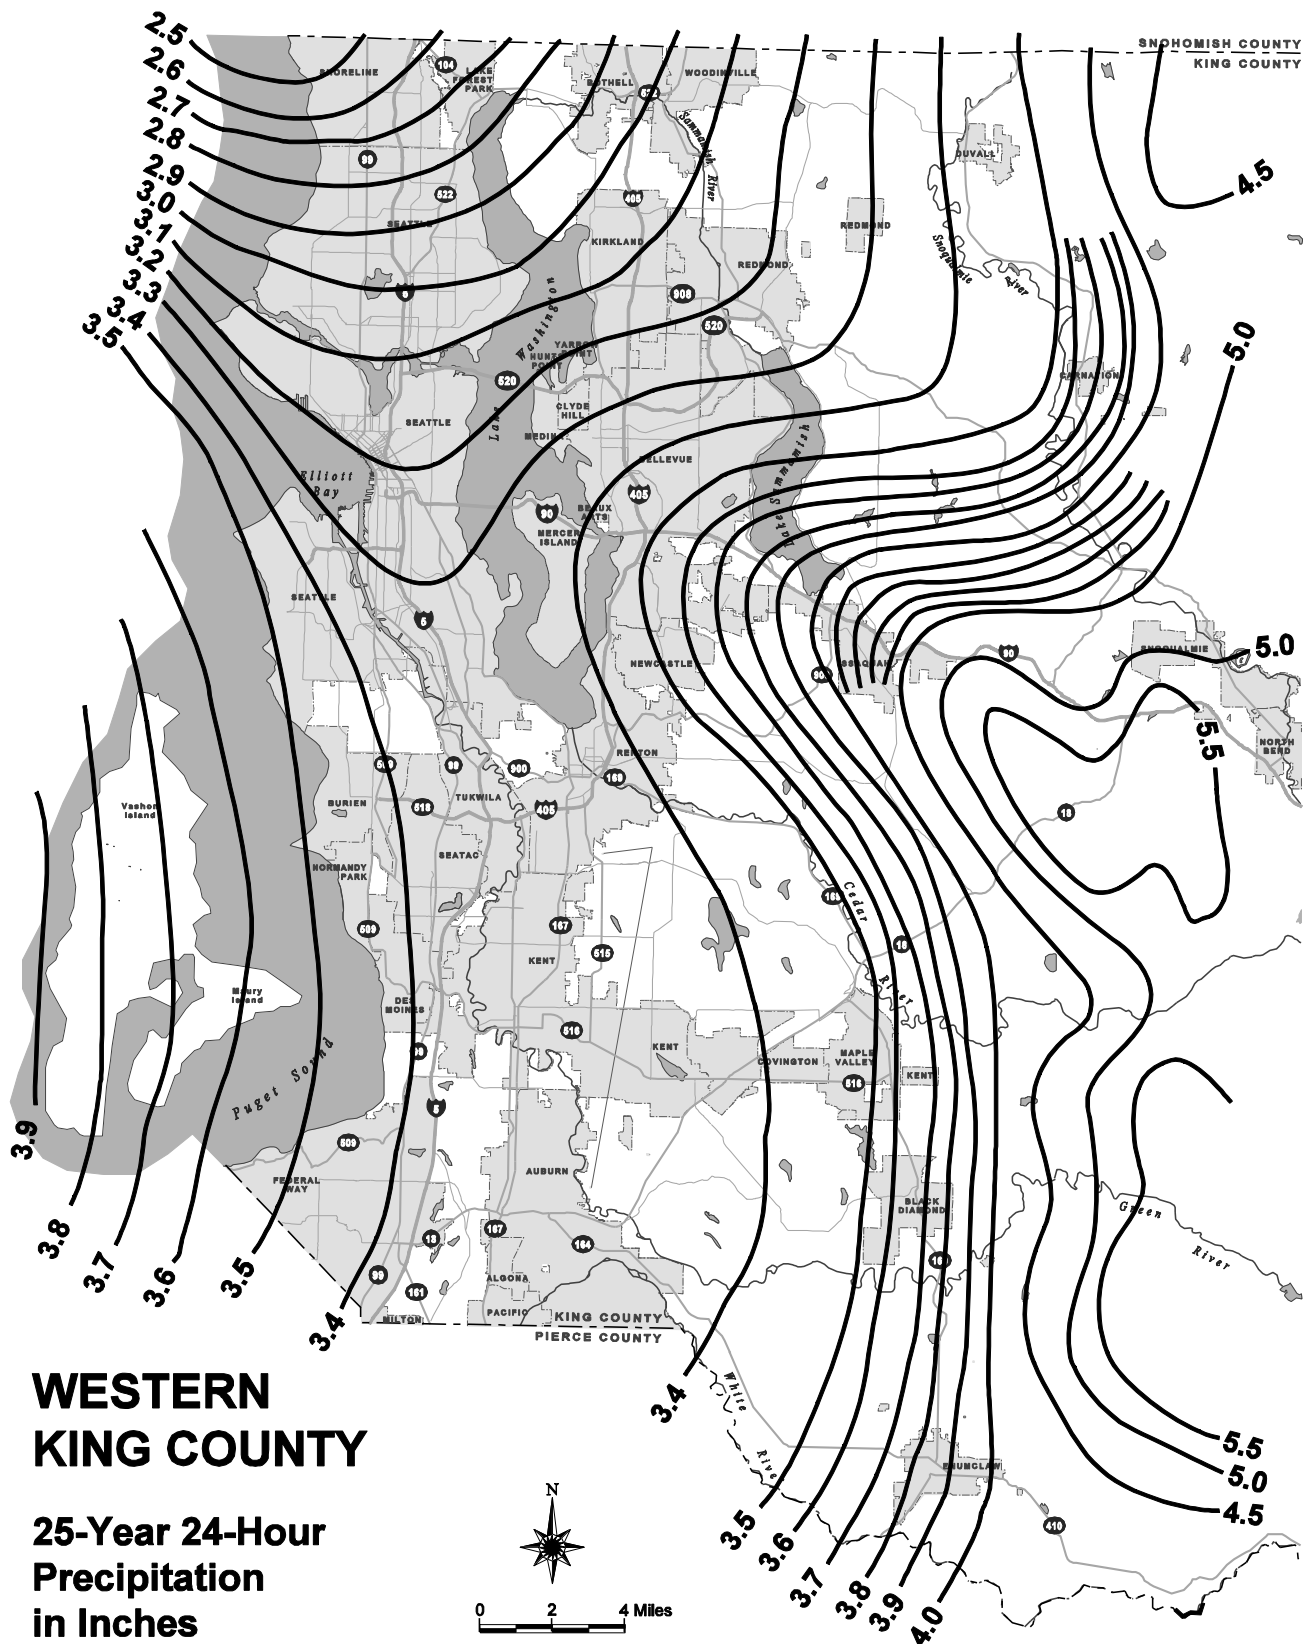 2.5
2.6
2.7
2.8
2.9
3.0
3.1
3.2
3.3
3.4
3.5
SNOHOMISH COUNTY
KING COUNTY
SHORELINE
104
LAKE
FOREST
PARK
BOTHELL
WOODINVILLE
Sammamish River
99
522
SEATTLE
405
KIRKLAND
REDMOND
DUVALL
REDMOND
4.5
Snoqualmie River
5
908
520
Lake Washington
YARROW
POINT
HUNTS
POINT
520
CLYDE
HILL
MEDINA
SEATTLE
CARNATION
5.0
Lake Sammamish
BELLEVUE
405
Elliott
Bay
90
BEAUX
ARTS
MERCER
ISLAND
SEATTLE
5
NEWCASTLE
900
ISSAQUAH
90
SNOQUALMIE
5.0
5.5
NORTH
BEND
RENTON
509
99
900
169
Vashon
Island
BURIEN
518
TUKWILA
405
18
SEATAC
NORMANDY
PARK
169
Cedar
River
509
167
KENT
515
18
Maury
Island
DES
MOINES
516
99
KENT
COVINGTON
MAPLE
VALLEY
516
KENT
Puget Sound
5
509
FEDERAL
WAY
AUBURN
BLACK
DIAMOND
Green
River
18
167
164
169
99
161
ALGONA
PACIFIC
MILTON
KING COUNTY
PIERCE COUNTY
3.9
3.8
3.7
3.6
3.5
3.4
3.4
White
River
ENUMCLAW
410
5.5
5.0
4.5
3.5
3.6
3.7
3.8
3.9
4.0
WESTERN
KING COUNTY
25-Year 24-Hour
Precipitation
in Inches
N
0 2 4 Miles